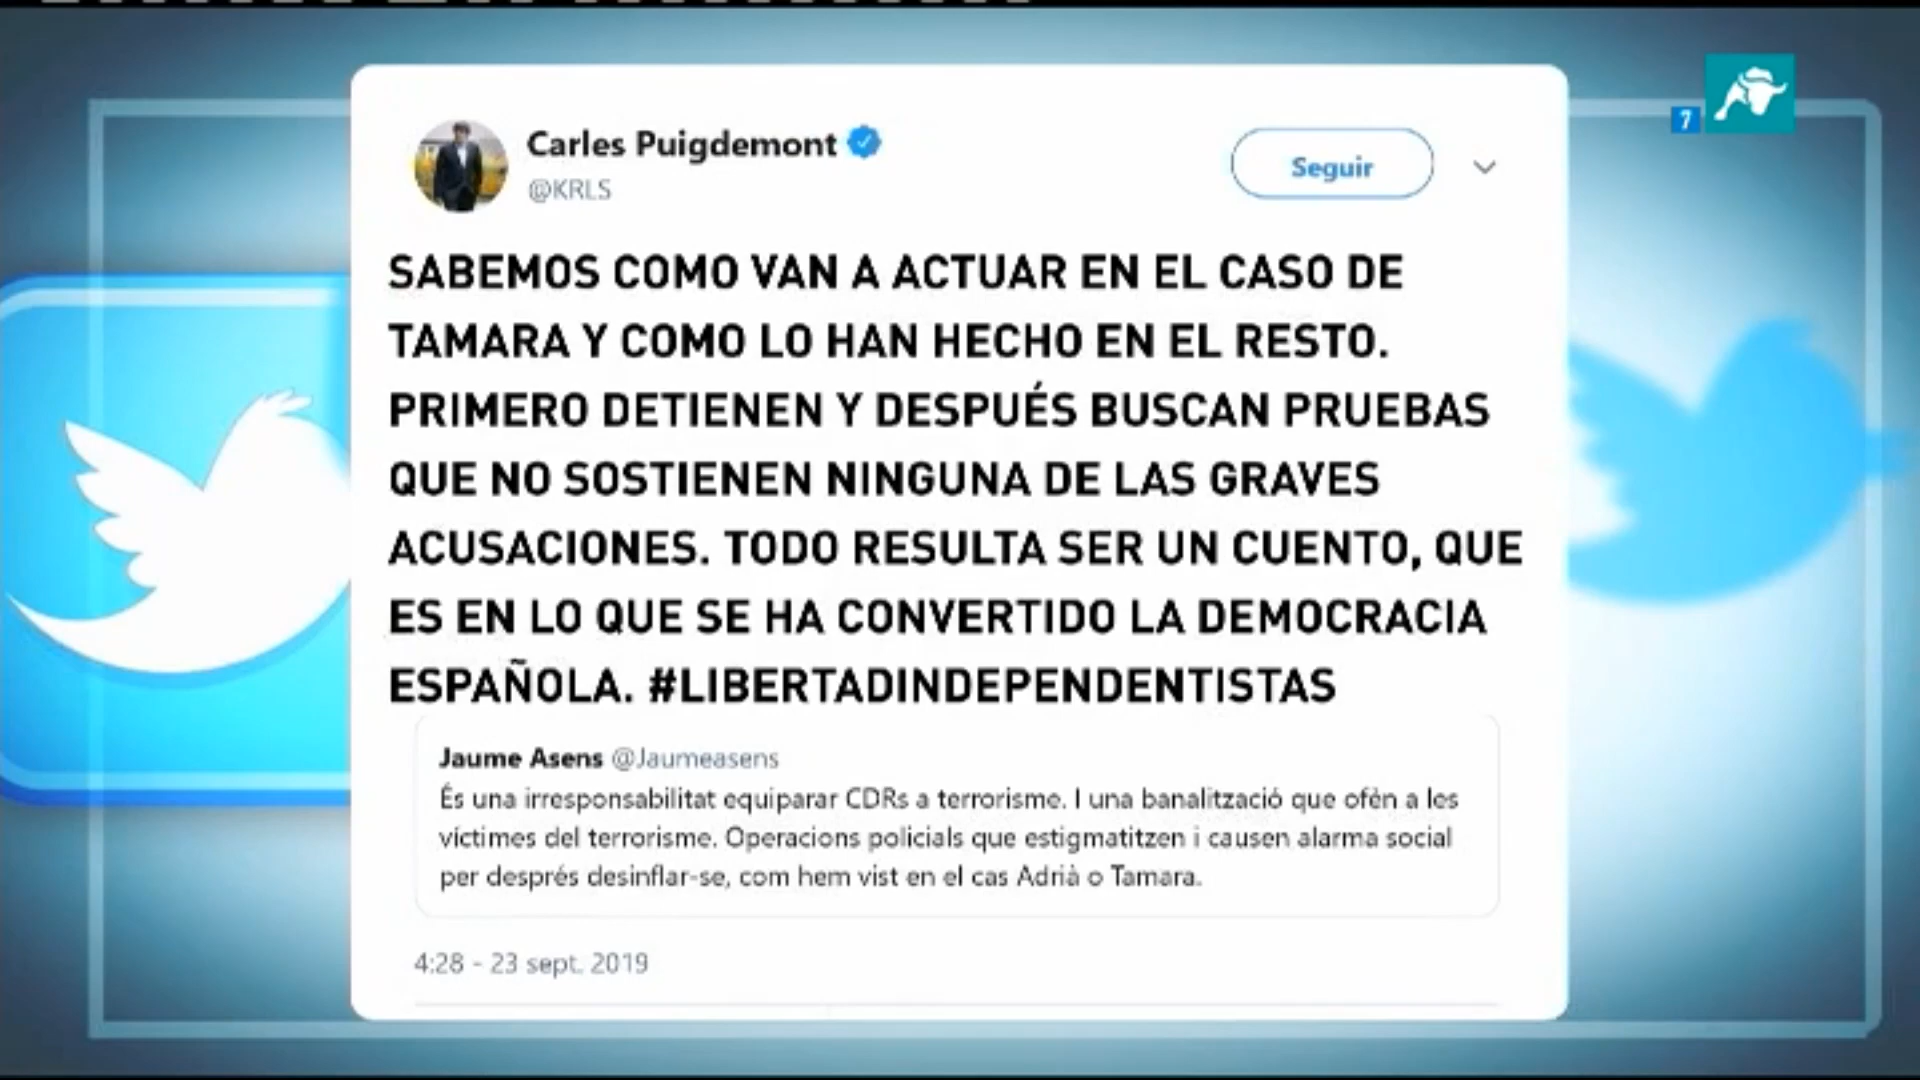 7
Carles Puigdemont
@KRLS
Seguir
SABEMOS COMO VAN A ACTUAR EN EL CASO DE
TAMARA Y COMO LO HAN HECHO EN EL RESTO.
PRIMERO DETIENEN Y DESPUÉS BUSCAN PRUEBAS
QUE NO SOSTIENEN NINGUNA DE LAS GRAVES
ACUSACIONES. TODO RESULTA SER UN CUENTO, QUE
ES EN LO QUE SE HA CONVERTIDO LA DEMOCRACIA
ESPAÑOLA. #LIBERTADINDEPENDENTISTAS
Jaume Asens @Jaumeasens
És una irresponsabilitat equiparar CDRs a terrorisme. I una banalització que ofèn a les
víctimes del terrorisme. Operacions policials que estigmatitzen i causen alarma social
per després desinflar-se, com hem vist en el cas Adrià o Tamara.
4:28 - 23 sept. 2019